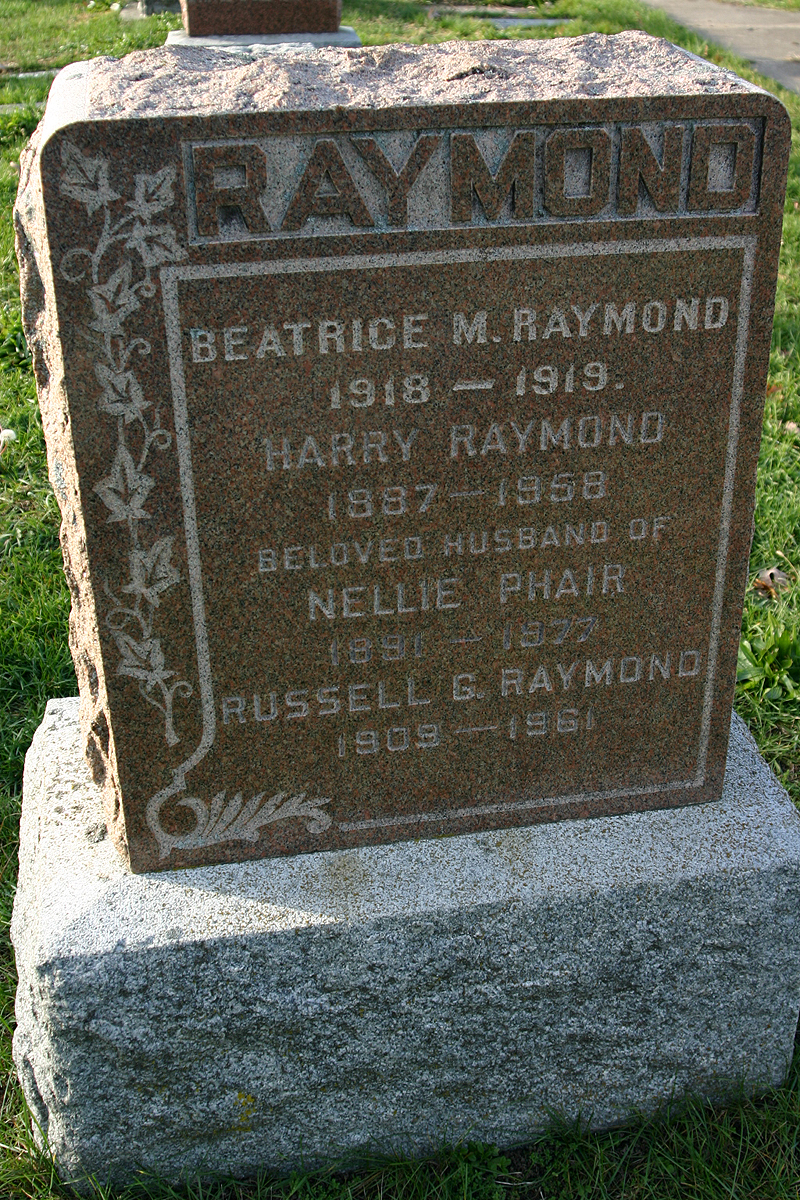 RAYMOND
BEATRICE M. RAYMOND
1918 — 1919.
HARRY RAYMOND
1887 — 1958
BELOVED HUSBAND OF
NELLIE PHAIR
1891 — 1977
RUSSELL G. RAYMOND
1909 — 1961